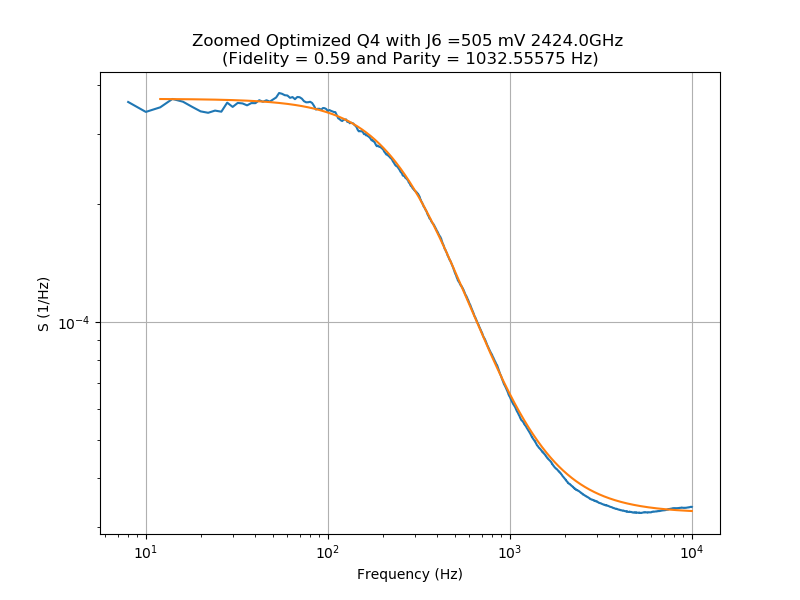 Zoomed Optimized Q4 with J6 =505 mV 2424.0GHz
(Fidelity = 0.59 and Parity = 1032.55575 Hz)
S (1/Hz)
10⁻⁴
10¹ 10² 10³ 10⁴
Frequency (Hz)